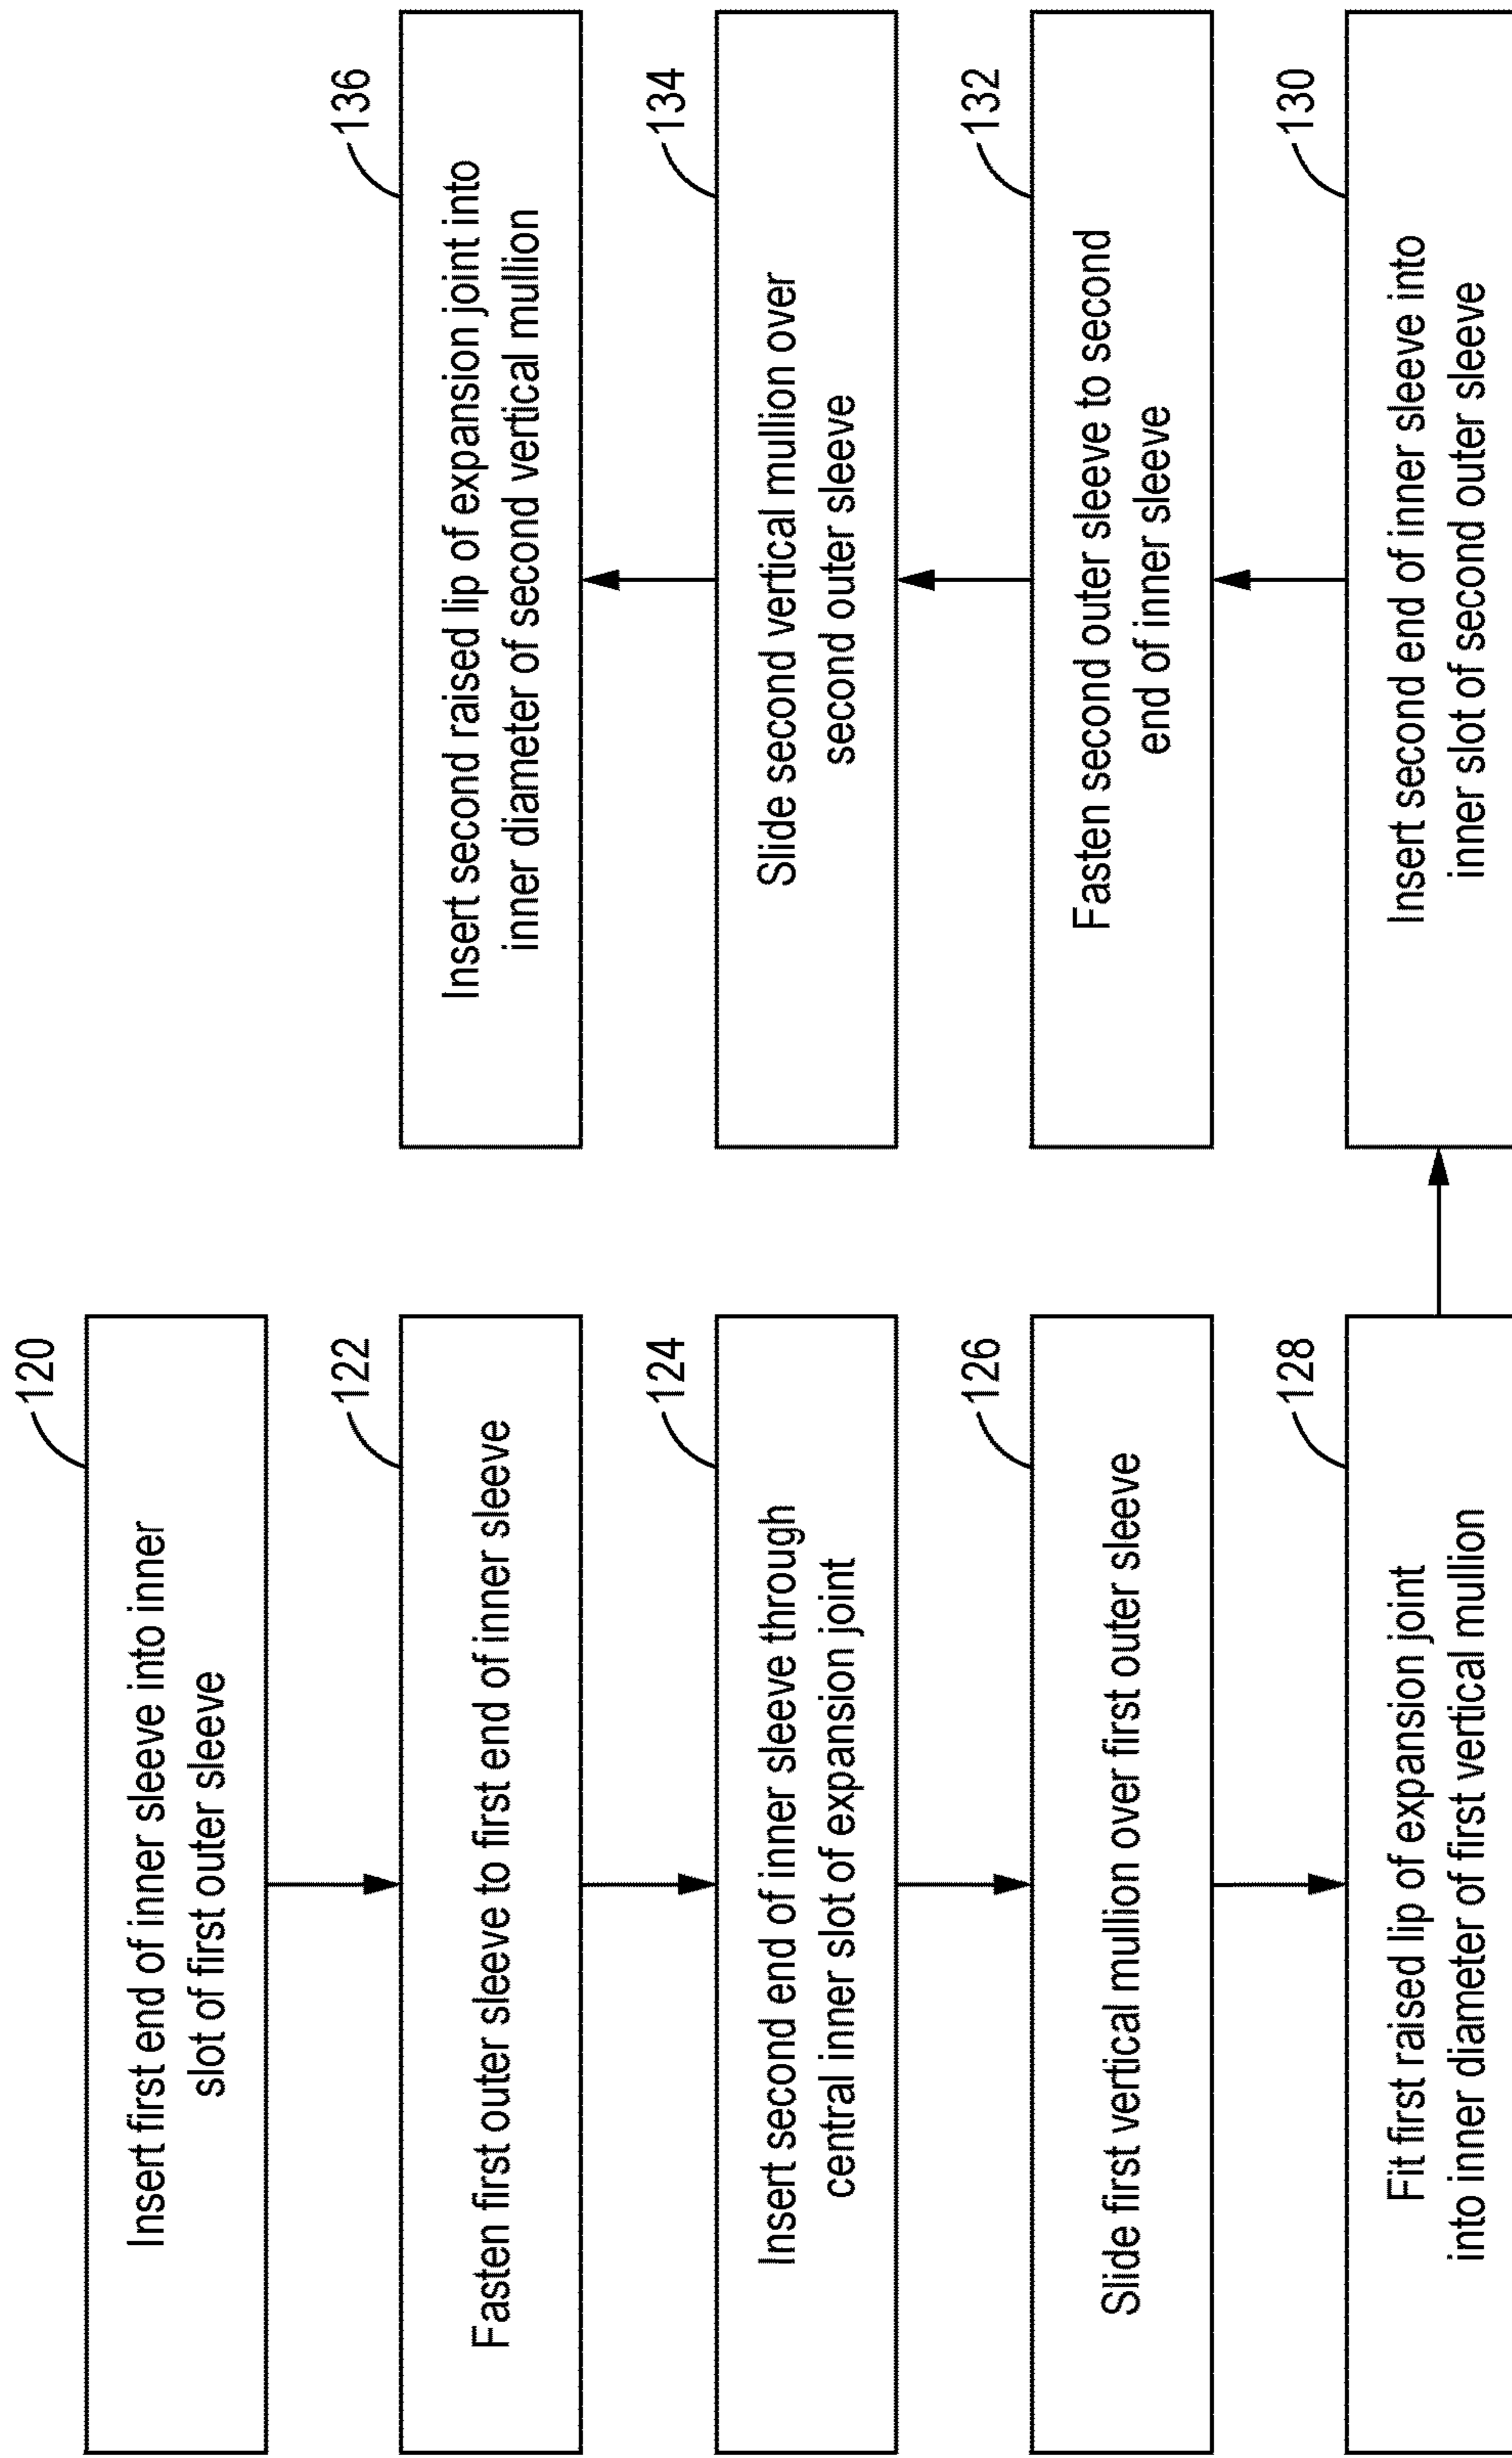 120
Insert first end of inner sleeve into inner
slot of first outer sleeve
122
Fasten first outer sleeve to first end of inner sleeve
124
Insert second end of inner sleeve through
central inner slot of expansion joint
126
Slide first vertical mullion over first outer sleeve
128
Fit first raised lip of expansion joint
into inner diameter of first vertical mullion
130
Insert second end of inner sleeve into
inner slot of second outer sleeve
132
Fasten second outer sleeve to second
end of inner sleeve
134
Slide second vertical mullion over
second outer sleeve
136
Insert second raised lip of expansion joint into
inner diameter of second vertical mullion